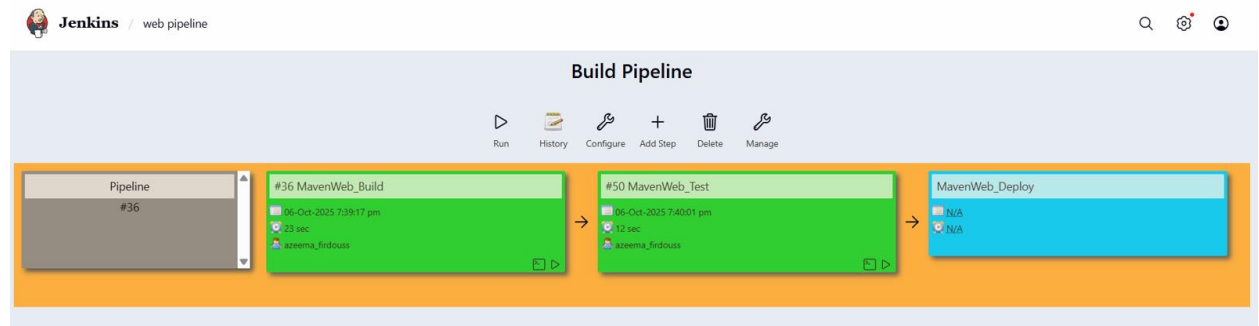 Jenkins / web pipeline
Build Pipeline
Run History Configure Add Step Delete Manage
Pipeline
#36
#36 MavenWeb_Build
06-Oct-2025 7:39:17 pm
23 sec
azeema_firdouss
#50 MavenWeb_Test
06-Oct-2025 7:40:01 pm
12 sec
azeema_firdouss
MavenWeb_Deploy
N/A
N/A